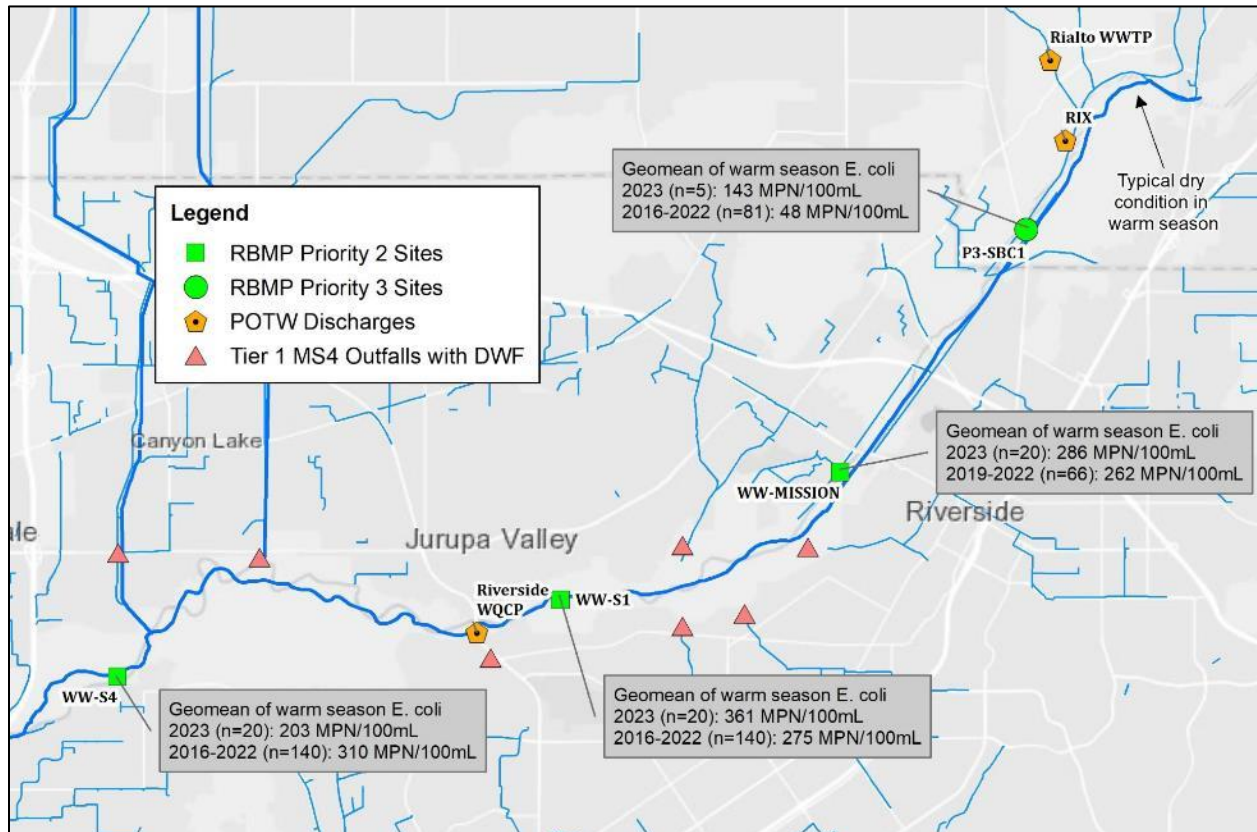 Rialto WWTP
RIX
Geomean of warm season E. coli
2023 (n=5): 143 MPN/100mL
2016-2022 (n=81): 48 MPN/100mL
Typical dry
condition in
warm season
P3-SBC1
Legend
RBMP Priority 2 Sites
RBMP Priority 3 Sites
POTW Discharges
Tier 1 MS4 Outfalls with DWF
Canyon Lake
Geomean of warm season E. coli
2023 (n=20): 286 MPN/100mL
2019-2022 (n=66): 262 MPN/100mL
WW-MISSION
Riverside
ale
Jurupa Valley
Riverside
WQCP
WW-S1
WW-S4
Geomean of warm season E. coli
2023 (n=20): 203 MPN/100mL
2016-2022 (n=140): 310 MPN/100mL
Geomean of warm season E. coli
2023 (n=20): 361 MPN/100mL
2016-2022 (n=140): 275 MPN/100mL